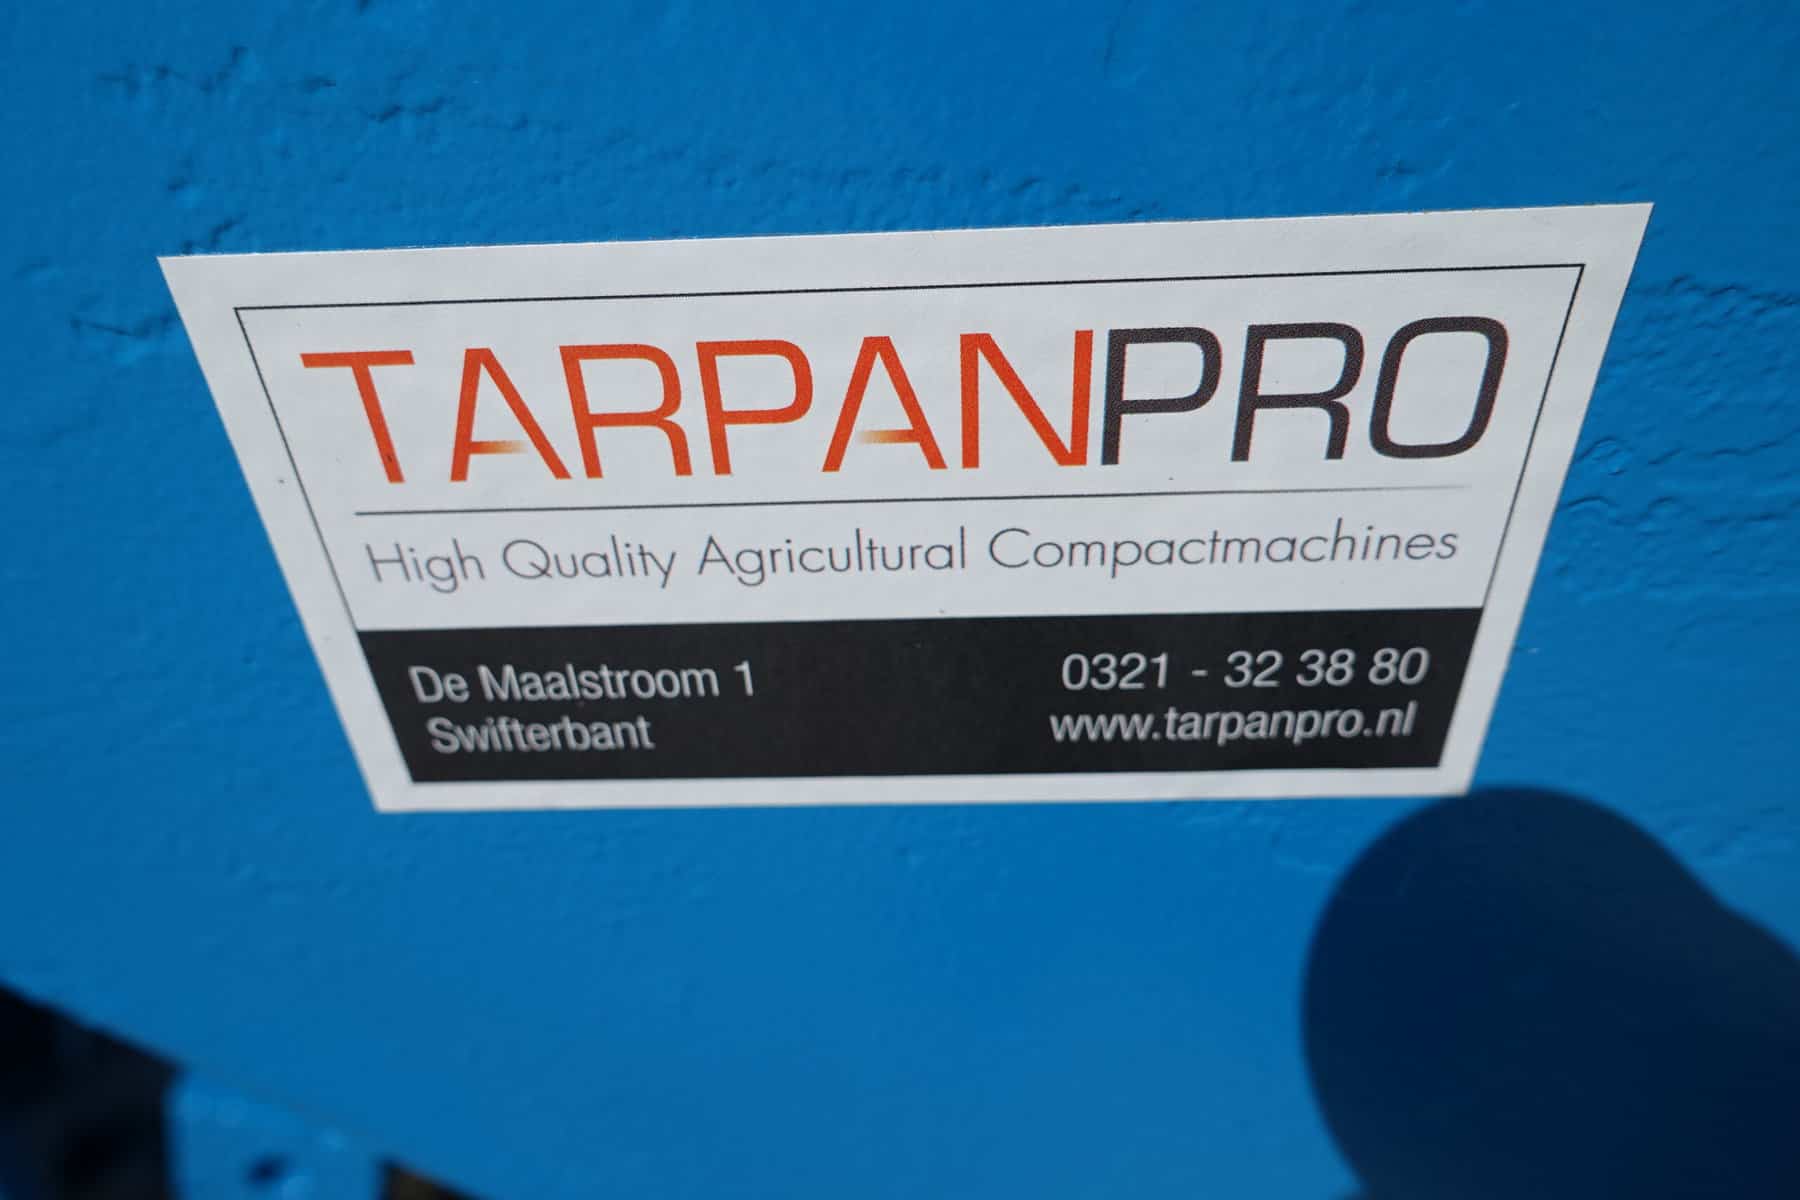 TARPANPRO
High Quality Agricultural Compactmachines
De Maalstroom 1
Swifterbant
0321 - 32 38 80
www.tarpanpro.nl